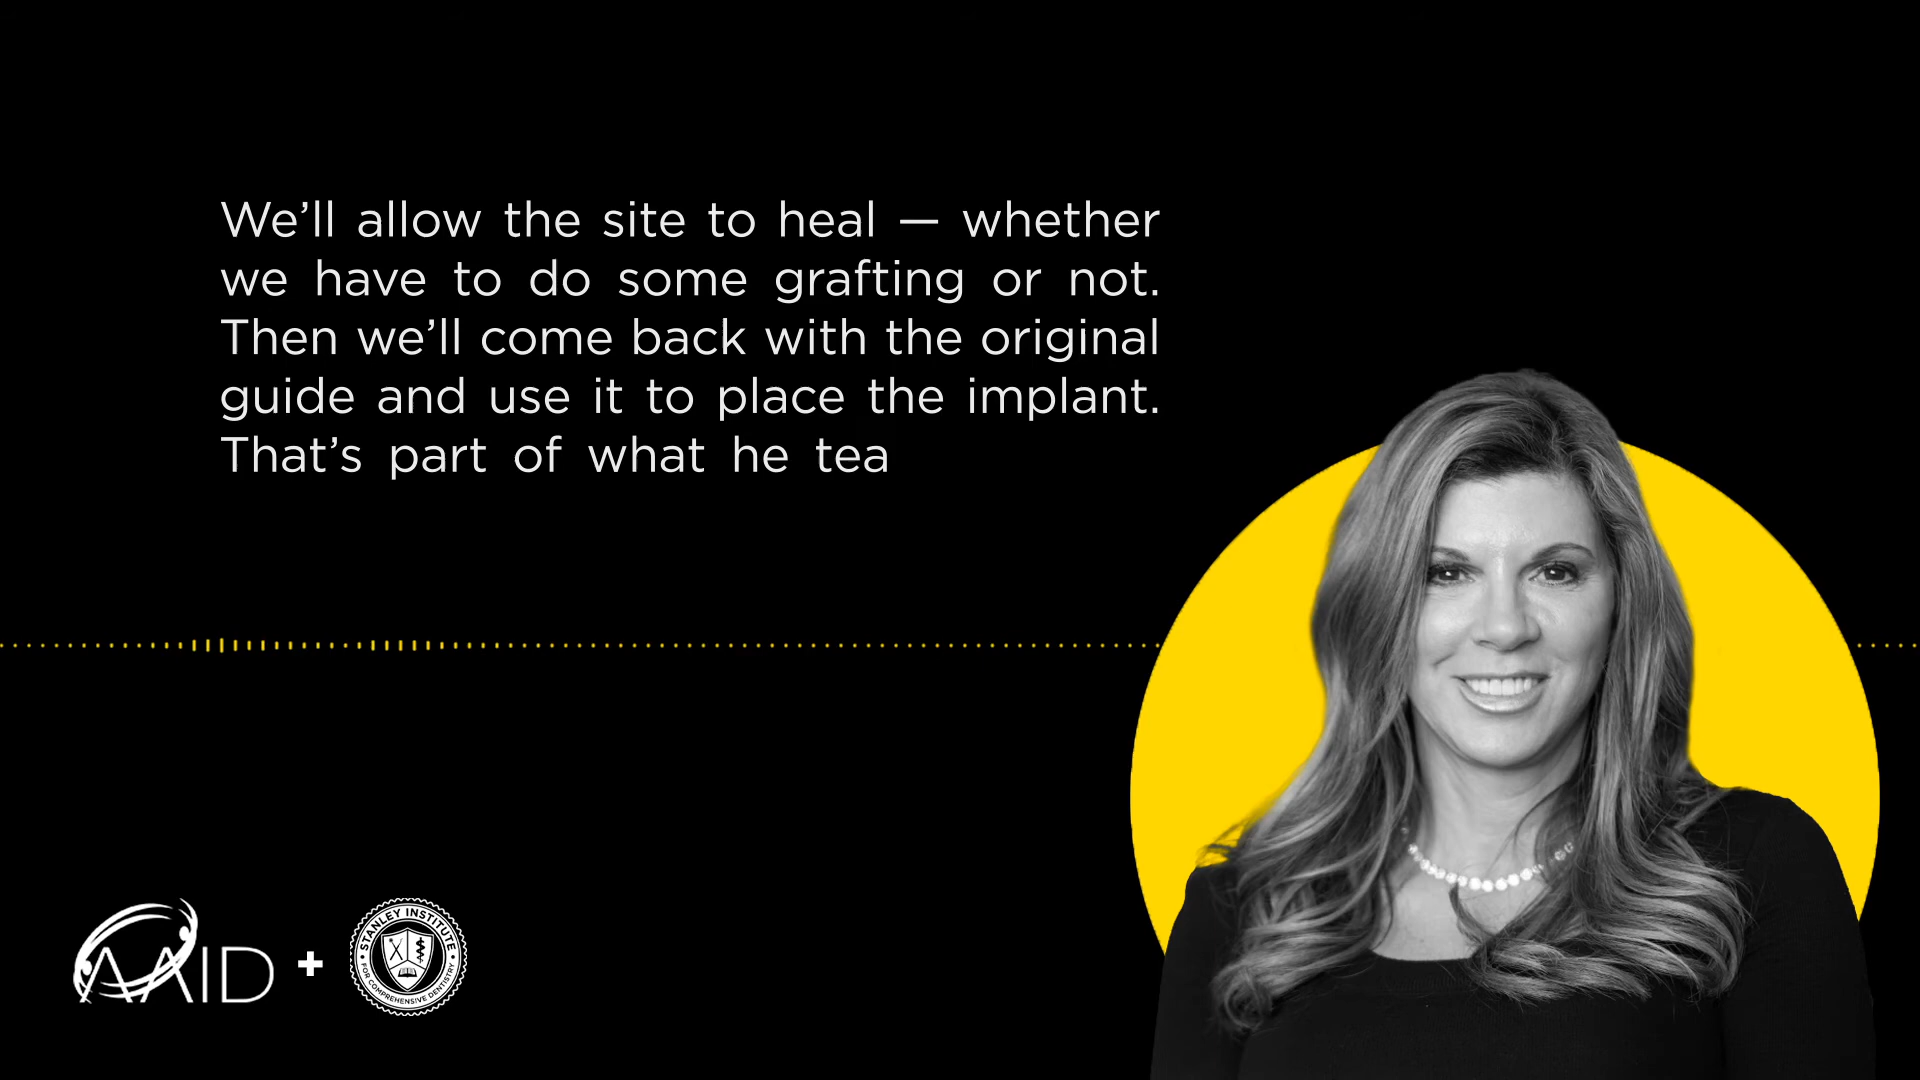 We’ll allow the site to heal — whether
we have to do some grafting or not.
Then we’ll come back with the original
guide and use it to place the implant.
That’s part of what he tea
AAID
+
STANLEY INSTITUTE
FOR COMPREHENSIVE DENTISTRY